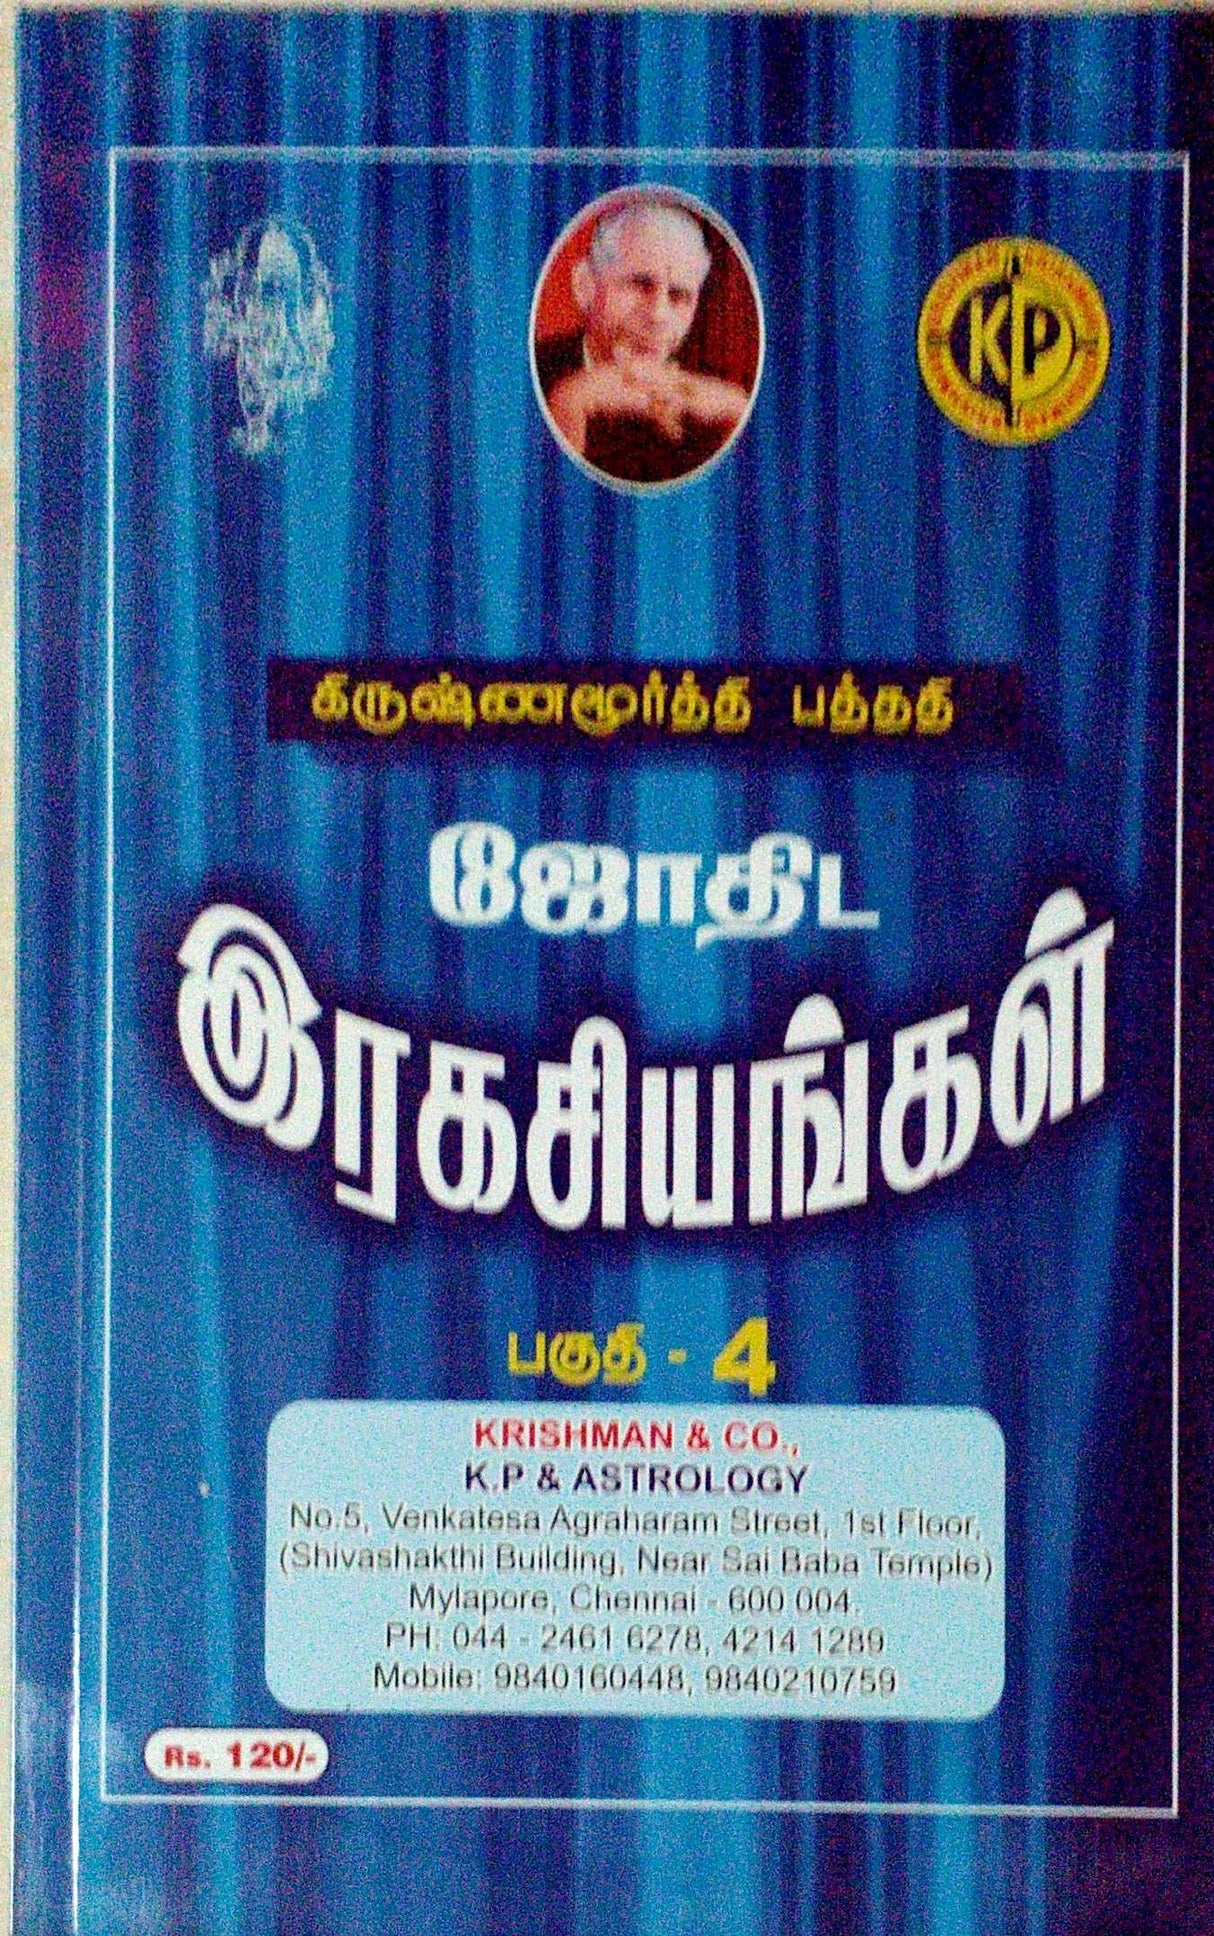 KP
கிருஷ்ணமூர்த்தி பத்ததி
ஜோதிட
இரகசியங்கள்
பகுதி - 4
KRISHMAN & CO.,
K.P & ASTROLOGY
No.5, Venkatesa Agraharam Street, 1st Floor,
(Shivashakthi Building, Near Sai Baba Temple)
Mylapore, Chennai - 600 004.
PH: 044 - 2461 6278, 4214 1289
Mobile: 9840160448, 9840210759
Rs. 120/-